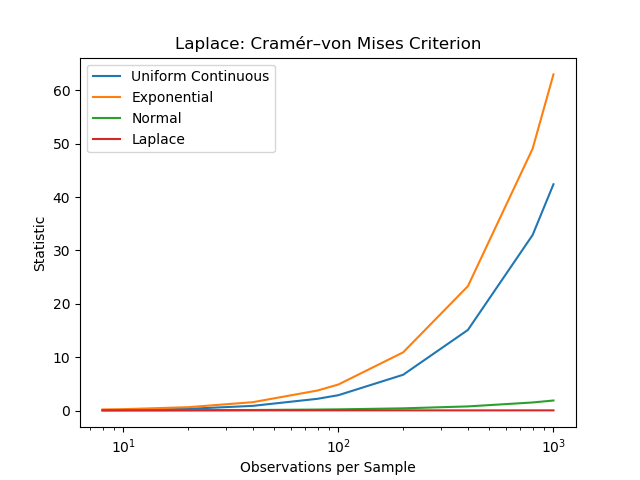 Laplace: Cramér–von Mises Criterion
Uniform Continuous
Exponential
Normal
Laplace
Statistic
60
50
40
30
20
10
0
10¹
10²
10³
Observations per Sample